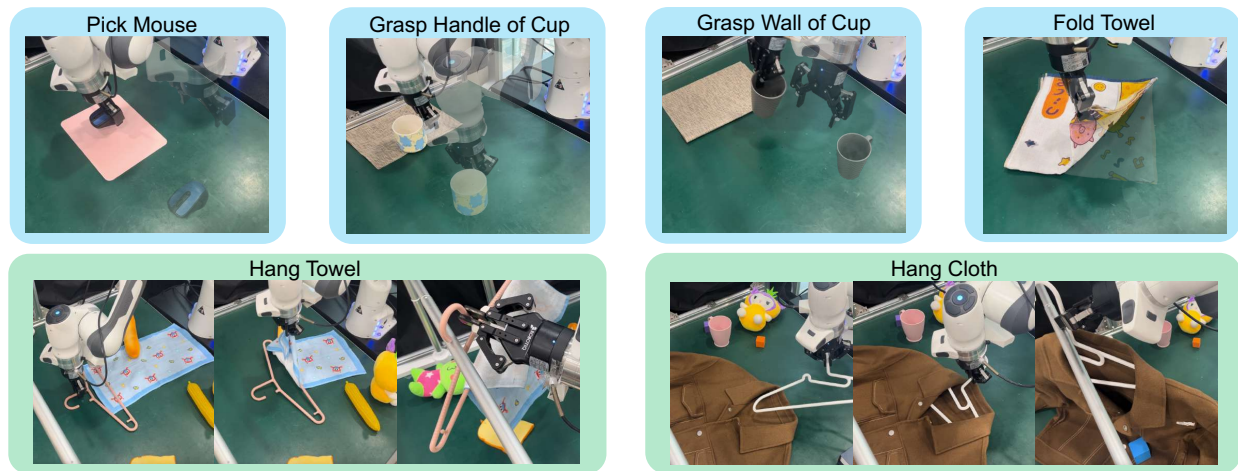 Pick Mouse
Grasp Handle of Cup
Grasp Wall of Cup
Fold Towel
Hang Towel
Hang Cloth